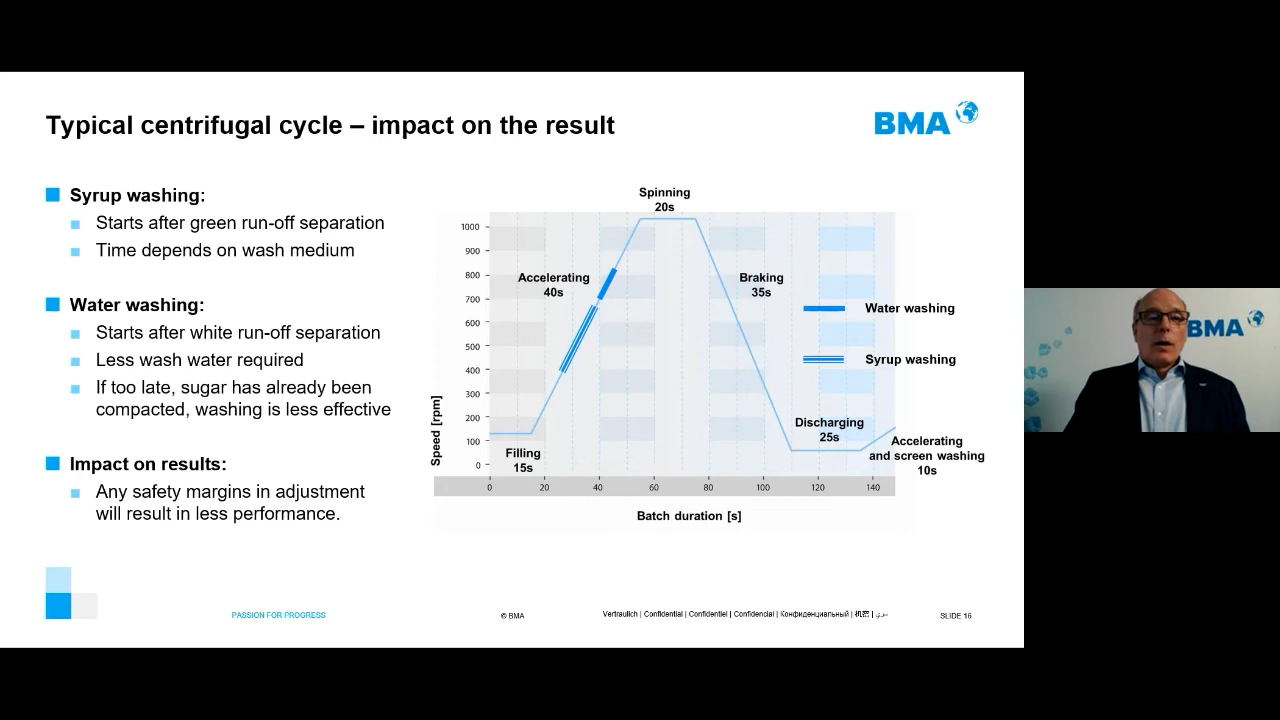 Typical centrifugal cycle – impact on the result
BMA
Syrup washing:
Starts after green run-off separation
Time depends on wash medium
Water washing:
Starts after white run-off separation
Less wash water required
If too late, sugar has already been
compacted, washing is less effective
Impact on results:
Any safety margins in adjustment
will result in less performance.
Spinning
20s
Accelerating
40s
Braking
35s
Water washing
Syrup washing
Discharging
25s
Accelerating
and screen washing
10s
Filling
15s
Speed [rpm]
1000
900
800
700
600
500
400
300
200
100
0
0 20 40 60 80 100 120 140
Batch duration [s]
PASSION FOR PROGRESS
© BMA
Vertraulich | Confidential | Confidentiel | Confidencial | Конфиденциальный | 机密 | سري
SLIDE 16
BMA